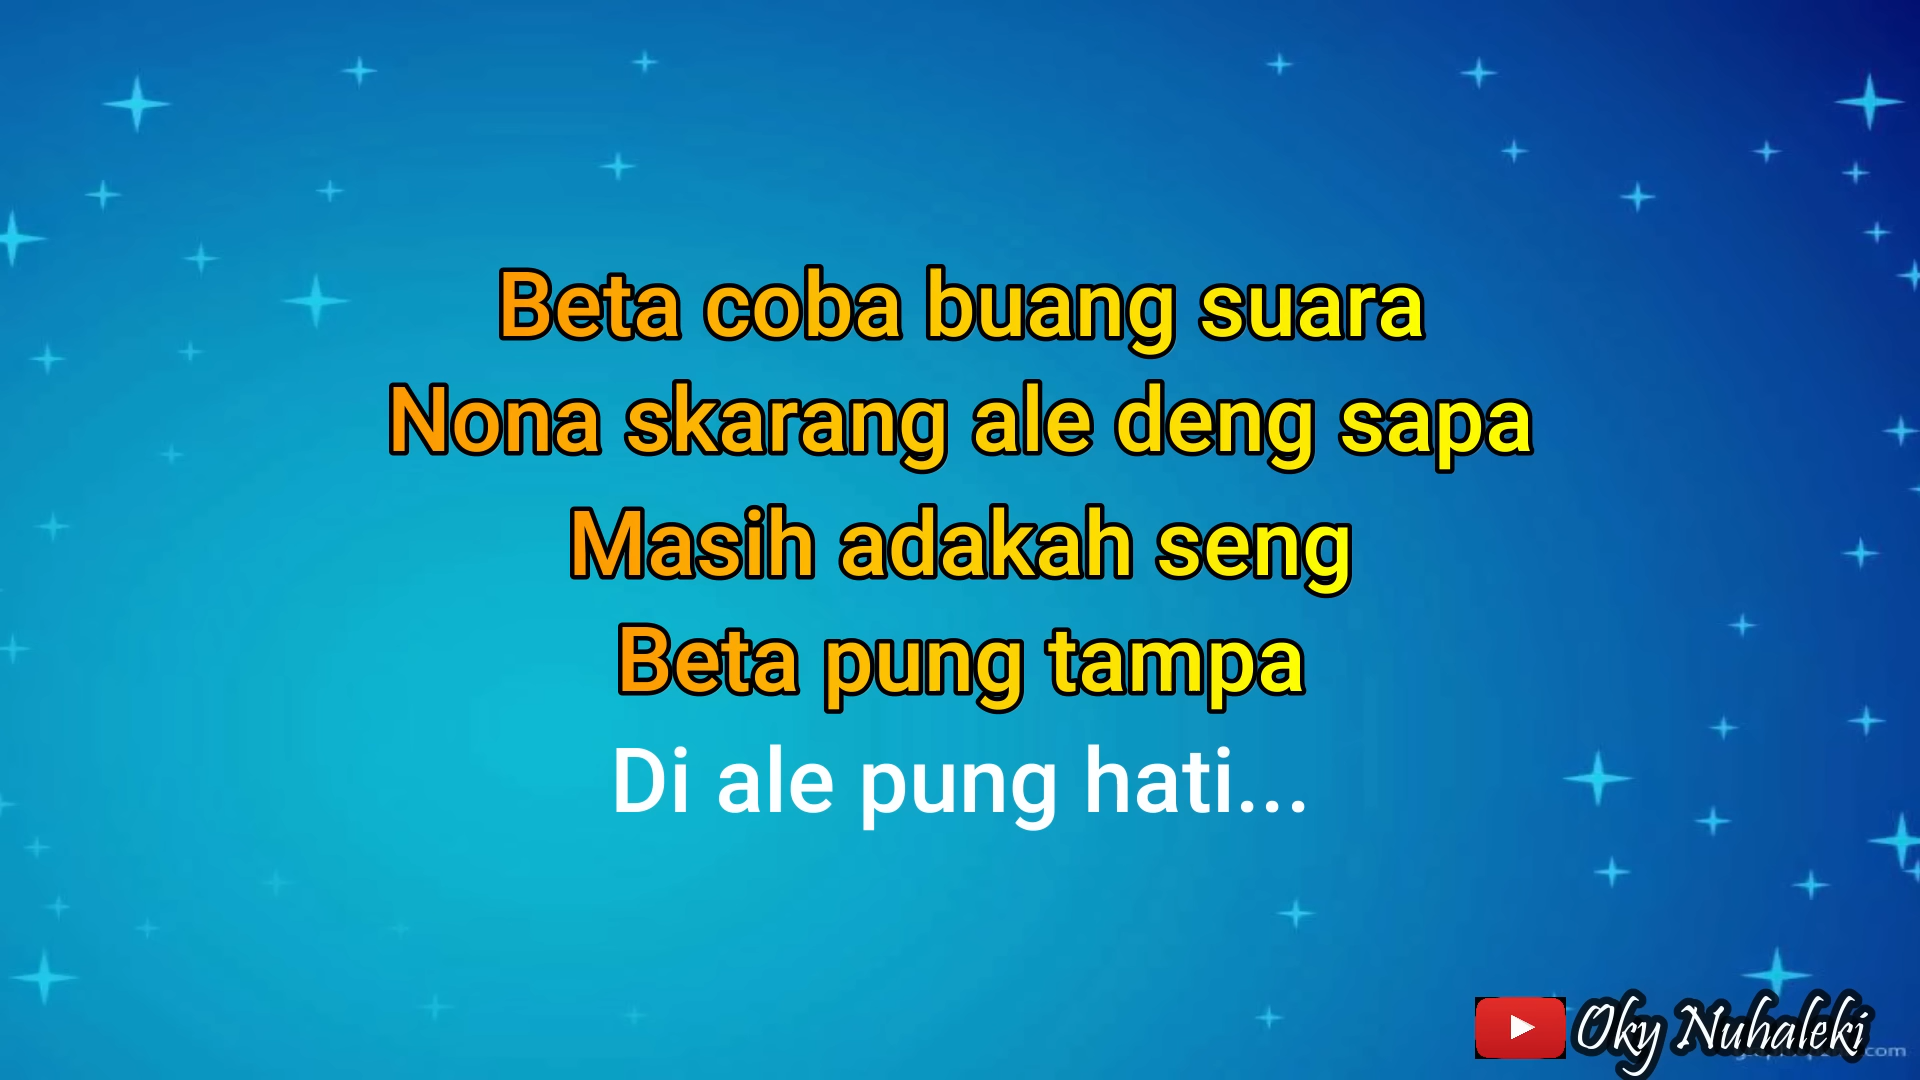 Beta coba buang suara
Nona skarang ale deng sapa
Masih adakah seng
Beta pung tampa
Di ale pung hati...
Oky Nuhaleki